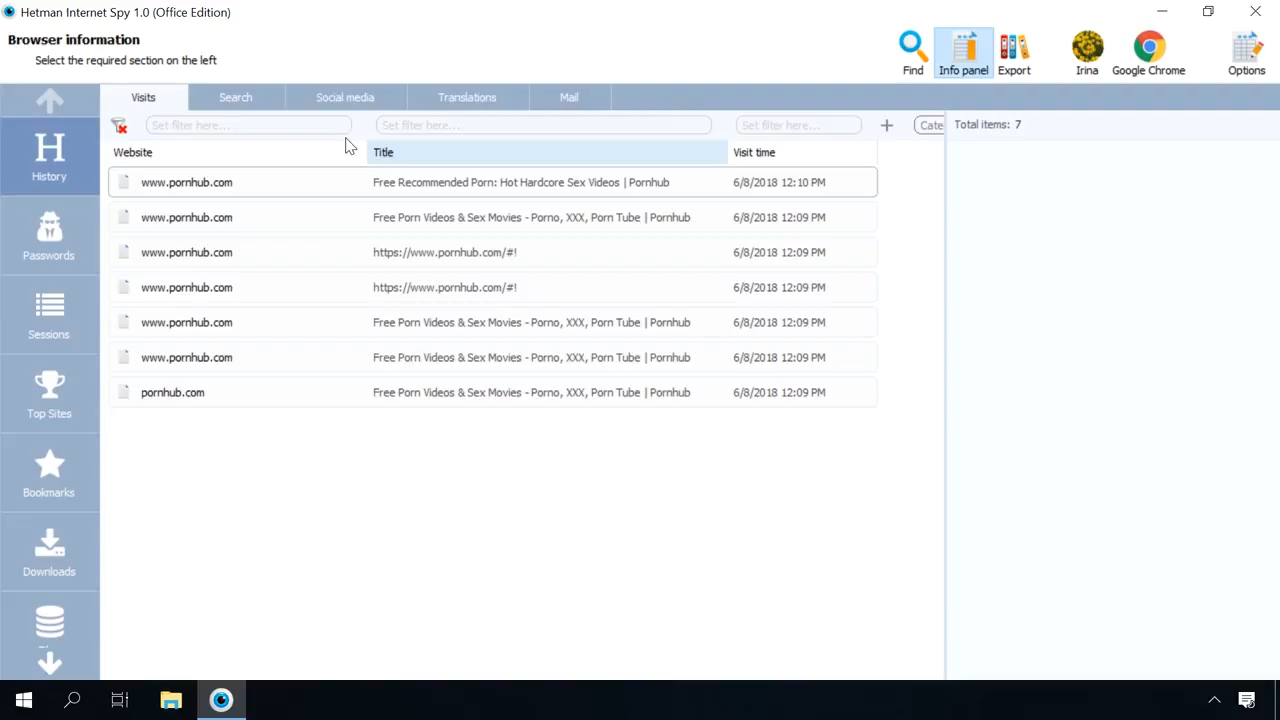 Hetman Internet Spy 1.0 (Office Edition)
Browser information
Select the required section on the left
Find
Info panel
Export
Irina
Google Chrome
Options
Visits
Search
Social media
Translations
Mail
Set filter here...
Set filter here...
Set filter here...
Cate
Total items: 7
Website
Title
Visit time
www.pornhub.com Free Recommended Porn: Hot Hardcore Sex Videos | Pornhub 6/8/2018 12:10 PM
www.pornhub.com Free Porn Videos & Sex Movies - Porno, XXX, Porn Tube | Pornhub 6/8/2018 12:09 PM
www.pornhub.com https://www.pornhub.com/#! 6/8/2018 12:09 PM
www.pornhub.com https://www.pornhub.com/#! 6/8/2018 12:09 PM
www.pornhub.com Free Porn Videos & Sex Movies - Porno, XXX, Porn Tube | Pornhub 6/8/2018 12:09 PM
www.pornhub.com Free Porn Videos & Sex Movies - Porno, XXX, Porn Tube | Pornhub 6/8/2018 12:09 PM
pornhub.com Free Porn Videos & Sex Movies - Porno, XXX, Porn Tube | Pornhub 6/8/2018 12:09 PM
H
History
Passwords
Sessions
Top Sites
Bookmarks
Downloads